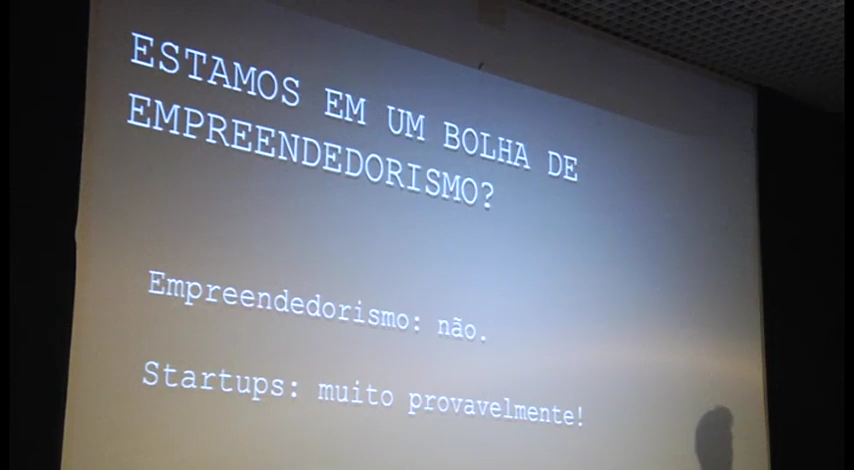 ESTAMOS EM UM BOLHA DE
EMPREENDEDORISMO?
Empreendedorismo: não.
Startups: muito provavelmente!